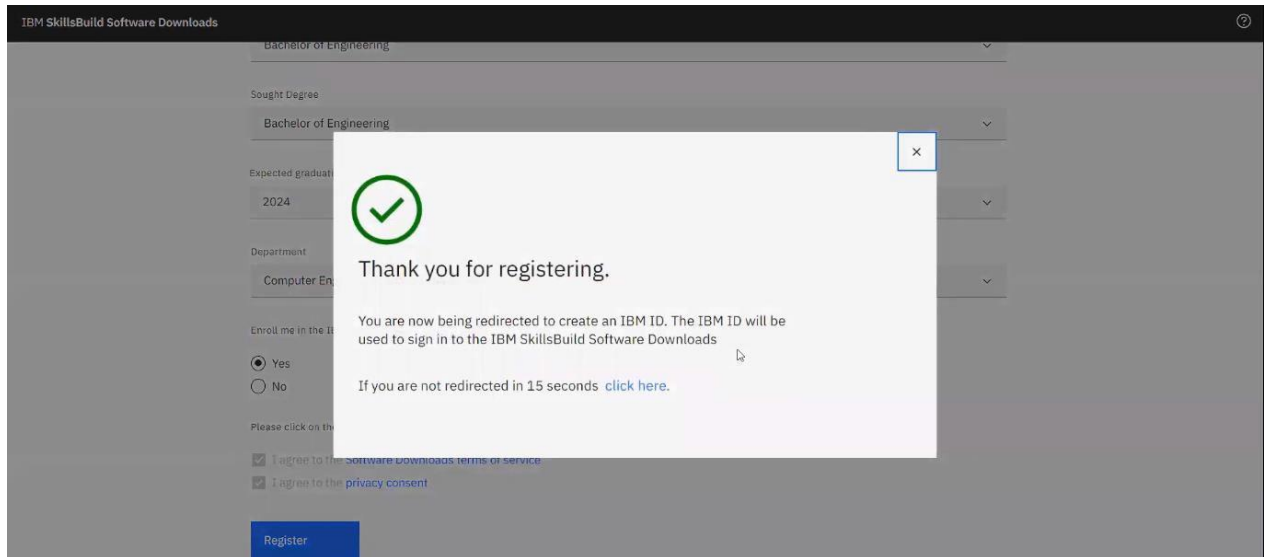 IBM SkillsBuild Software Downloads
Bachelor of Engineering
Sought Degree
Bachelor of Engineering
Expected graduati
2024
Department
Computer En
Enroll me in the
Yes
No
Please click on
I agree to the Software Downloads Terms of service
I agree to the privacy consent
Register
Thank you for registering.
You are now being redirected to create an IBM ID. The IBM ID will be
used to sign in to the IBM SkillsBuild Software Downloads
If you are not redirected in 15 seconds click here.